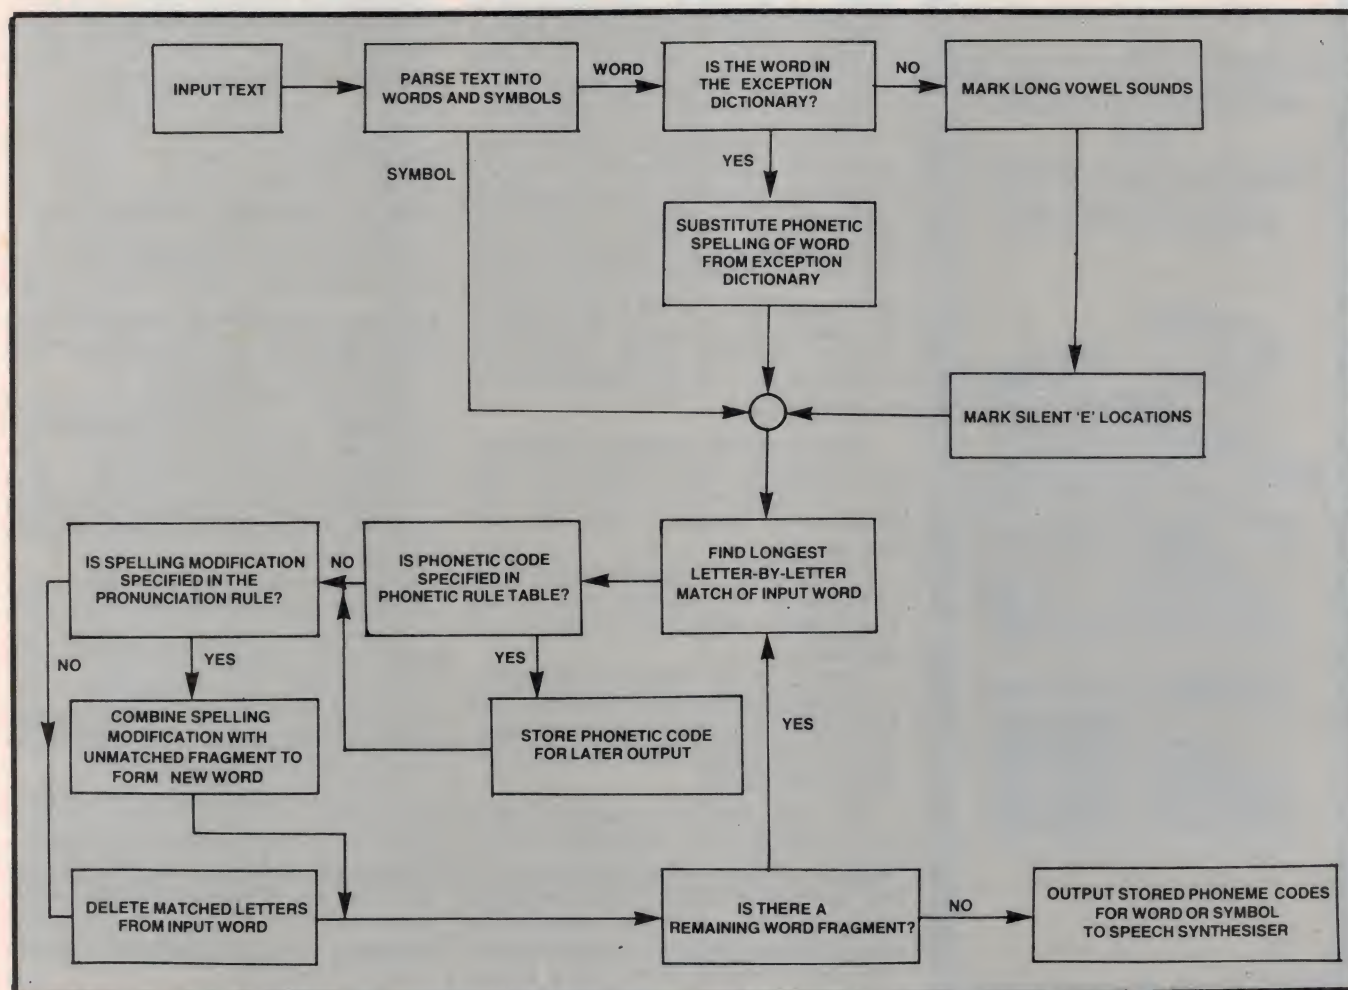 INPUT TEXT
PARSE TEXT INTO
WORDS AND SYMBOLS
WORD
IS THE WORD IN
THE EXCEPTION
DICTIONARY?
NO
MARK LONG VOWEL SOUNDS
SYMBOL
YES
SUBSTITUTE PHONETIC
SPELLING OF WORD
FROM EXCEPTION
DICTIONARY
MARK SILENT 'E' LOCATIONS
IS SPELLING MODIFICATION
SPECIFIED IN THE
PRONUNCIATION RULE?
NO
IS PHONETIC CODE
SPECIFIED IN
PHONETIC RULE TABLE?
FIND LONGEST
LETTER-BY-LETTER
MATCH OF INPUT WORD
NO
YES
YES
COMBINE SPELLING
MODIFICATION WITH
UNMATCHED FRAGMENT TO
FORM NEW WORD
STORE PHONETIC CODE
FOR LATER OUTPUT
YES
DELETE MATCHED LETTERS
FROM INPUT WORD
IS THERE A
REMAINING WORD FRAGMENT?
NO
OUTPUT STORED PHONEME CODES
FOR WORD OR SYMBOL
TO SPEECH SYNTHESISER